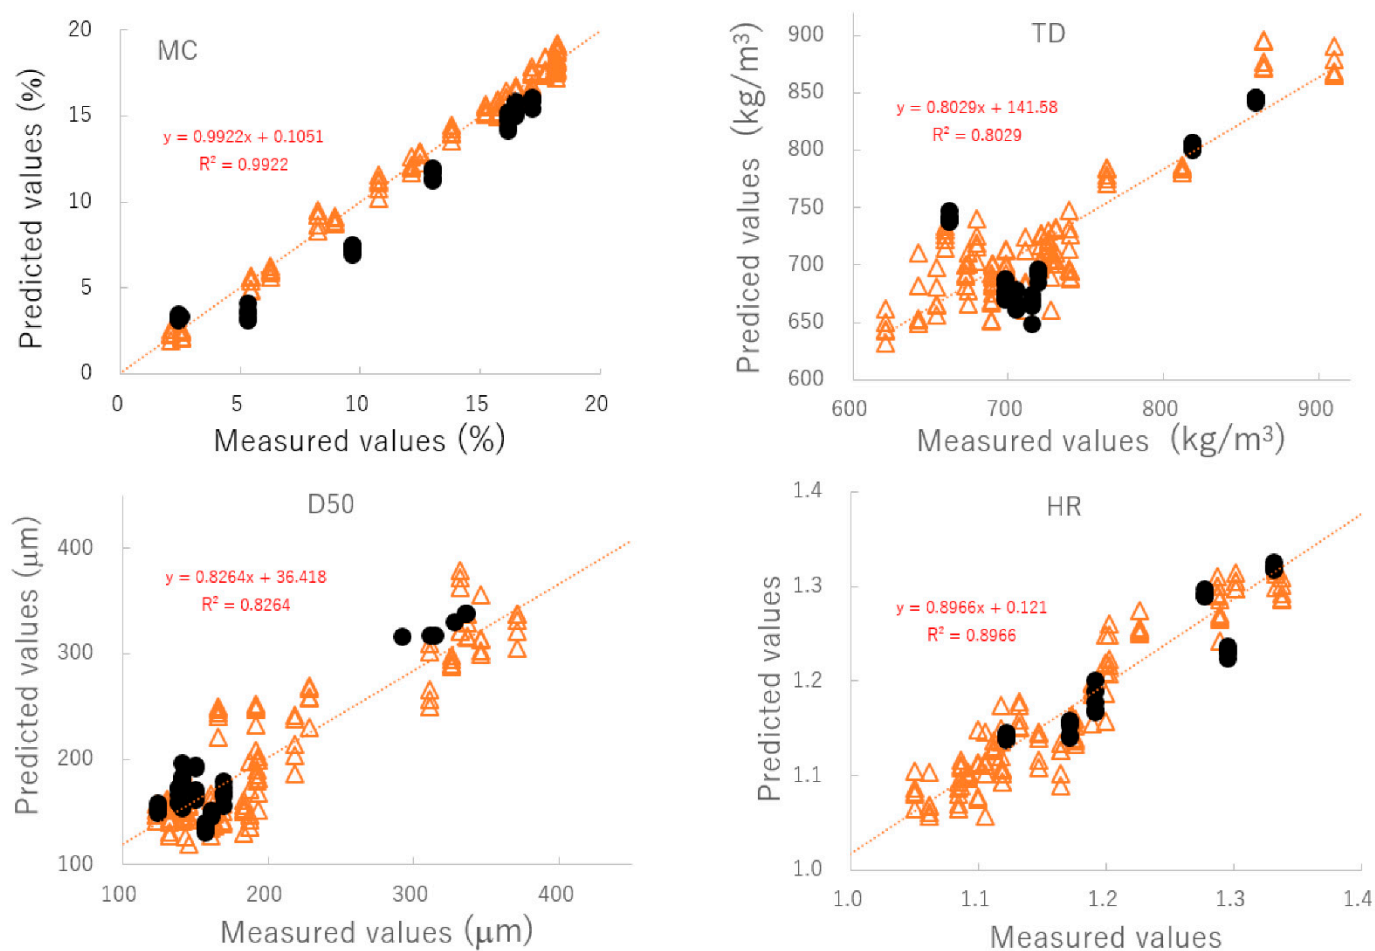 MC
Predicted values (%)
20
15
10
5
0
y = 0.9922x + 0.1051
R² = 0.9922
0 5 10 15 20
Measured values (%)
TD
Prediced values (kg/m³)
900
850
800
750
700
650
600
y = 0.8029x + 141.58
R² = 0.8029
600 700 800 900
Measured values (kg/m³)
D50
Predicted values (μm)
400
300
200
100
y = 0.8264x + 36.418
R² = 0.8264
100 200 300 400
Measured values (μm)
HR
Predicted values
1.4
1.3
1.2
1.1
1.0
y = 0.8966x + 0.121
R² = 0.8966
1.0 1.1 1.2 1.3 1.4
Measured values